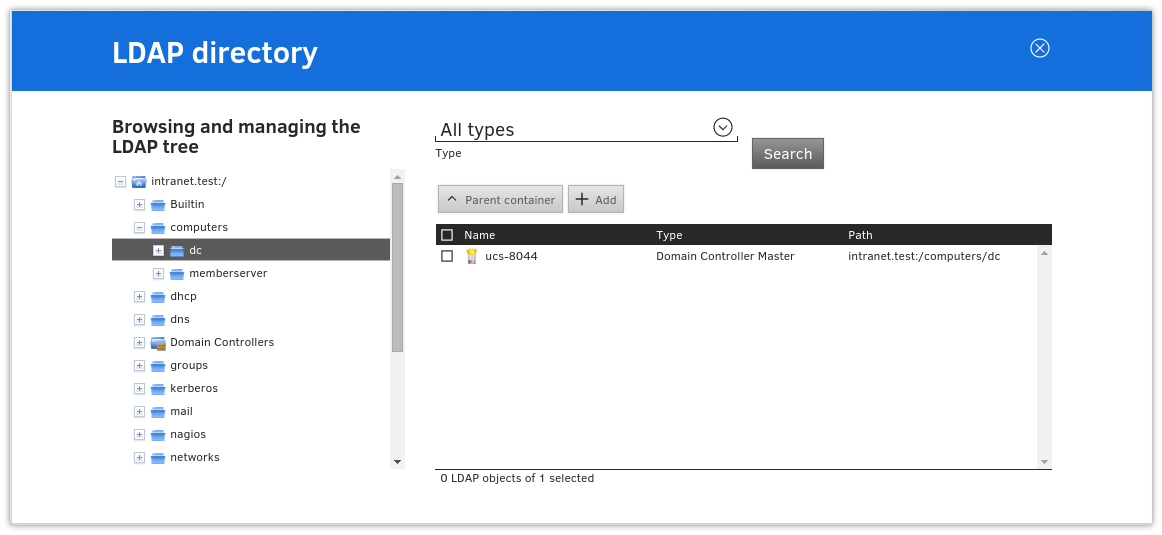 LDAP directory
Browsing and managing the
LDAP tree
intranet.test:/
Builtin
computers
dc
memberserver
dhcp
dns
Domain Controllers
groups
kerberos
mail
nagios
networks
All types
Type
Search
Parent container
Add
Name Type Path
ucs-8044 Domain Controller Master intranet.test:/computers/dc
0 LDAP objects of 1 selected